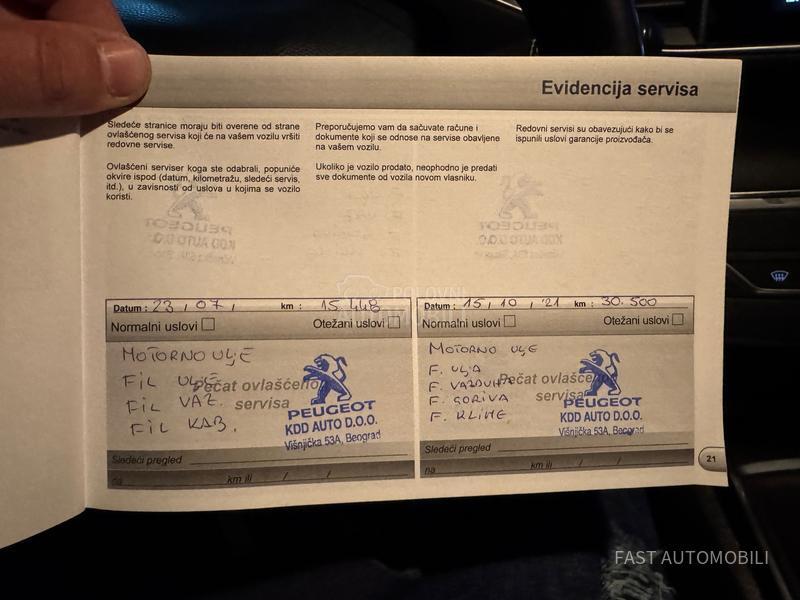 Evidencija servisa
Sledeće stranice moraju biti overene od strane
ovlašćenog servisa koji će na vašem vozilu vršiti
redovne servise.
Ovlašćeni serviser koga ste odabrali, popuniće
okvire ispod (datum, kilometražu, sledeći servis,
itd.), u zavisnosti od uslova u kojima se vozilo
koristi.
Preporučujemo vam da sačuvate račune i
dokumente koji se odnose na servise obavljene
na vašem vozilu.
Ukoliko je vozilo prodato, neophodno je predati
sve dokumente od vozila novom vlasniku.
Redovni servisi su obavezujući kako bi se
ispunili uslovi garancije proizvođača.
Datum : 23 , 07 , km : 15.448
Normalni uslovi Otežani uslovi
MOTORNO ULJE
FIL ULJE
FIL VAZ.
FIL KAB.
Pečat ovlašćenog
servisa
PEUGEOT
KDD AUTO D.O.O.
Višnjička 53A, Beograd
Sledeći pregled
na km ili / /
Datum : 15 , 10 , '21 km : 30.500
Normalni uslovi Otežani uslovi
MOTORNO ULJE
F. ULJA
F. VAZDUHA
F. GORIVA
F. KLIME
Pečat ovlašćenog
servisa
PEUGEOT
KDD AUTO D.O.O.
Višnjička 53A, Beograd
Sledeći pregled
na km ili / /
21
POLOVNI
AUTOMOBILI
FAST AUTOMOBILI